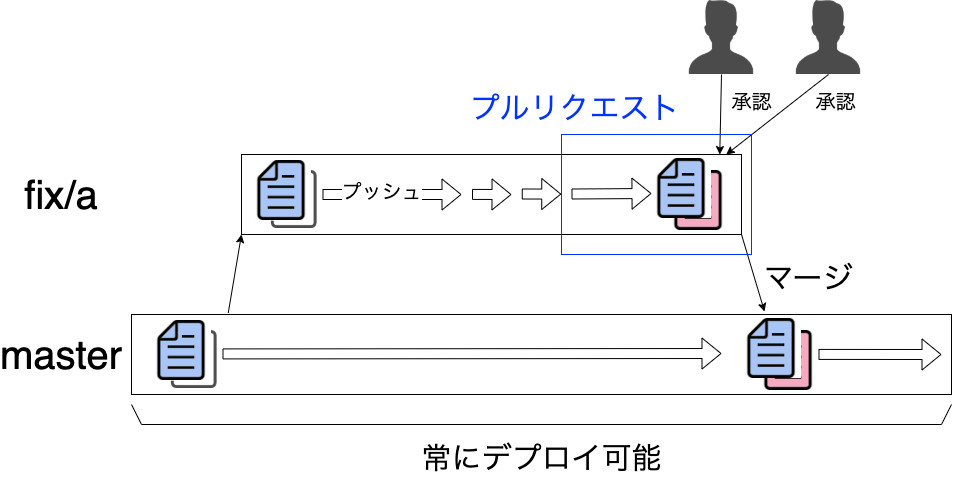 承認
承認
プルリクエスト
fix/a
プッシュ
マージ
master
常にデプロイ可能